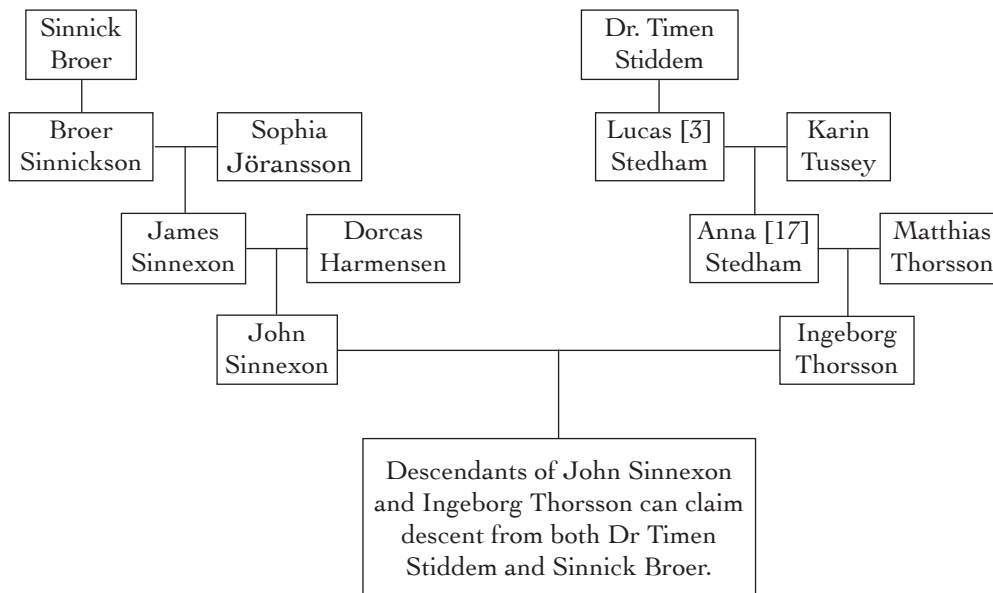 Sinnick
Broer
Dr. Timen
Stiddem
Broer
Sinnickson
Sophia
Jöransson
Lucas [3]
Stedham
Karin
Tussey
James
Sinnexon
Dorcas
Harmensen
Anna [17]
Stedham
Matthias
Thorsson
John
Sinnexon
Ingeborg
Thorsson
Descendants of John Sinnexon
and Ingeborg Thorsson can claim
descent from both Dr Timen
Stiddem and Sinnick Broer.